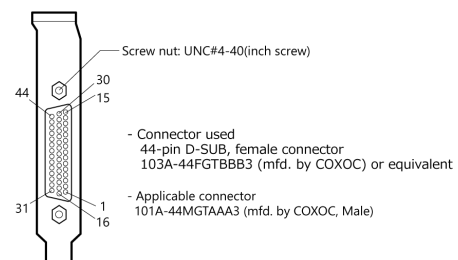 Screw nut: UNC#4-40(inch screw)
30
44
15
- Connector used
44-pin D-SUB, female connector
103A-44FGTBBB3 (mfd. by COXOC) or equivalent
- Applicable connector
101A-44MGTAAA3 (mfd. by COXOC, Male)
1
31
16